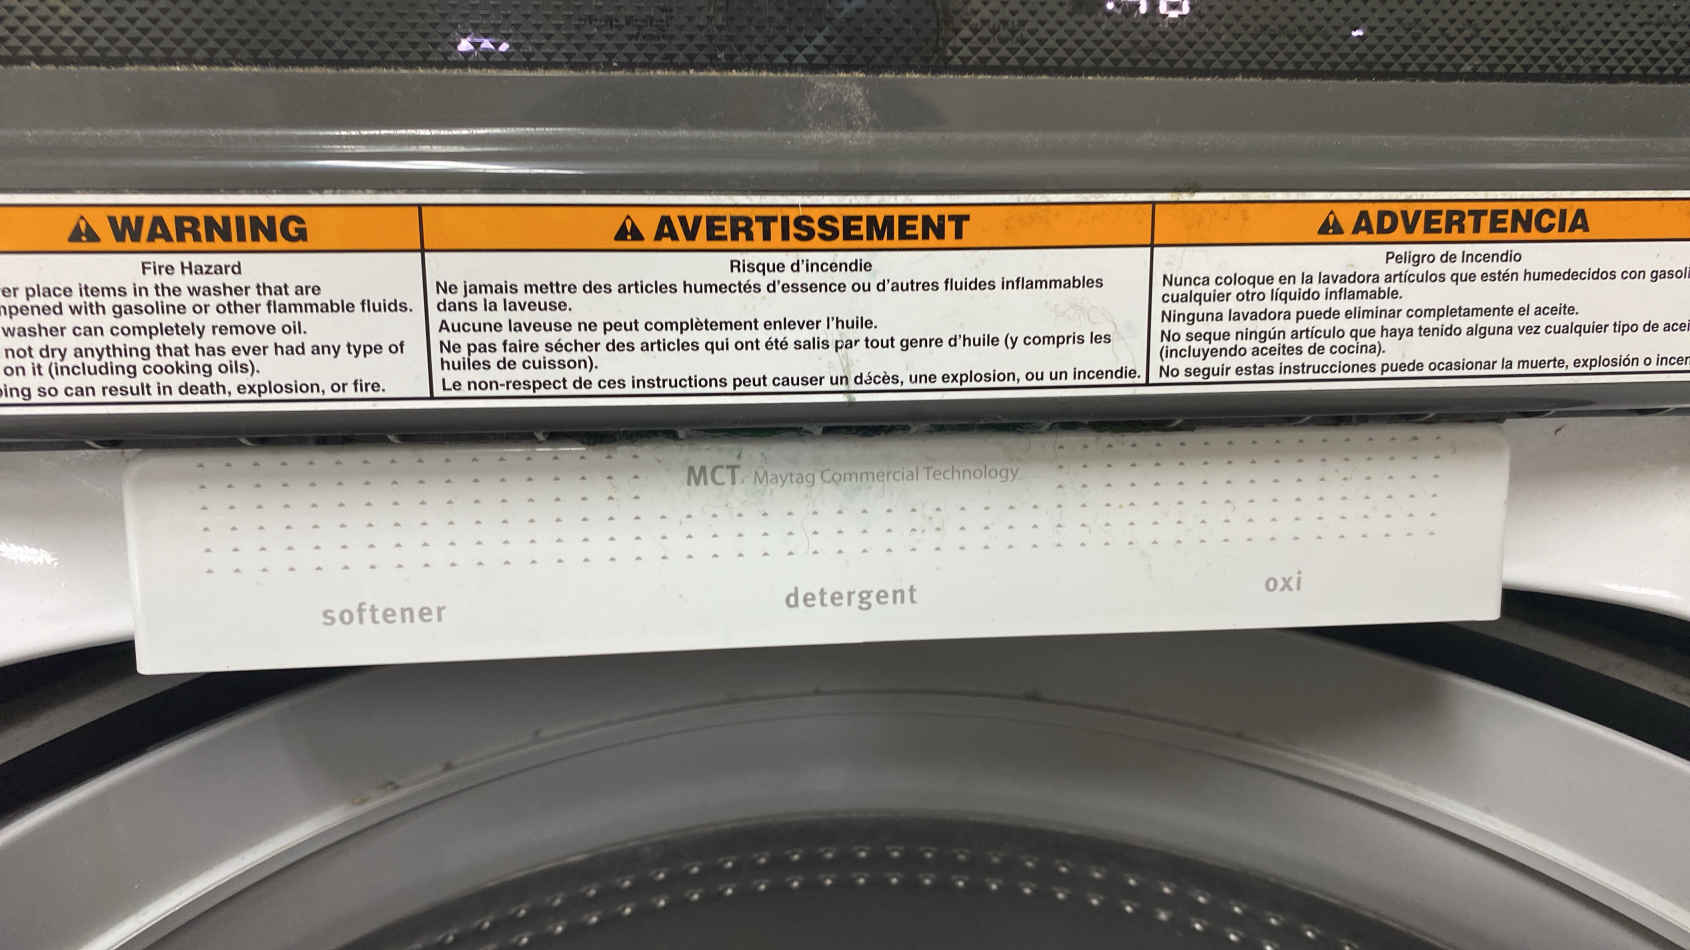 WARNING
Fire Hazard
er place items in the washer that are
pened with gasoline or other flammable fluids.
washer can completely remove oil.
not dry anything that has ever had any type of
on it (including cooking oils).
ing so can result in death, explosion, or fire.
AVERTISSEMENT
Risque d'incendie
Ne jamais mettre des articles humectés d'essence ou d'autres fluides inflammables
dans la laveuse.
Aucune laveuse ne peut complètement enlever l'huile.
Ne pas faire sécher des articles qui ont été salis par tout genre d'huile (y compris les
huiles de cuisson).
Le non-respect de ces instructions peut causer un décès, une explosion, ou un incendie.
ADVERTENCIA
Peligro de Incendio
Nunca coloque en la lavadora artículos que estén humedecidos con gasoli
cualquier otro líquido inflamable.
Ninguna lavadora puede eliminar completamente el aceite.
No seque ningún artículo que haya tenido alguna vez cualquier tipo de acei
(incluyendo aceites de cocina).
No seguir estas instrucciones puede ocasionar la muerte, explosión o incen
MCT Maytag Commercial Technology
softener
detergent
oxi